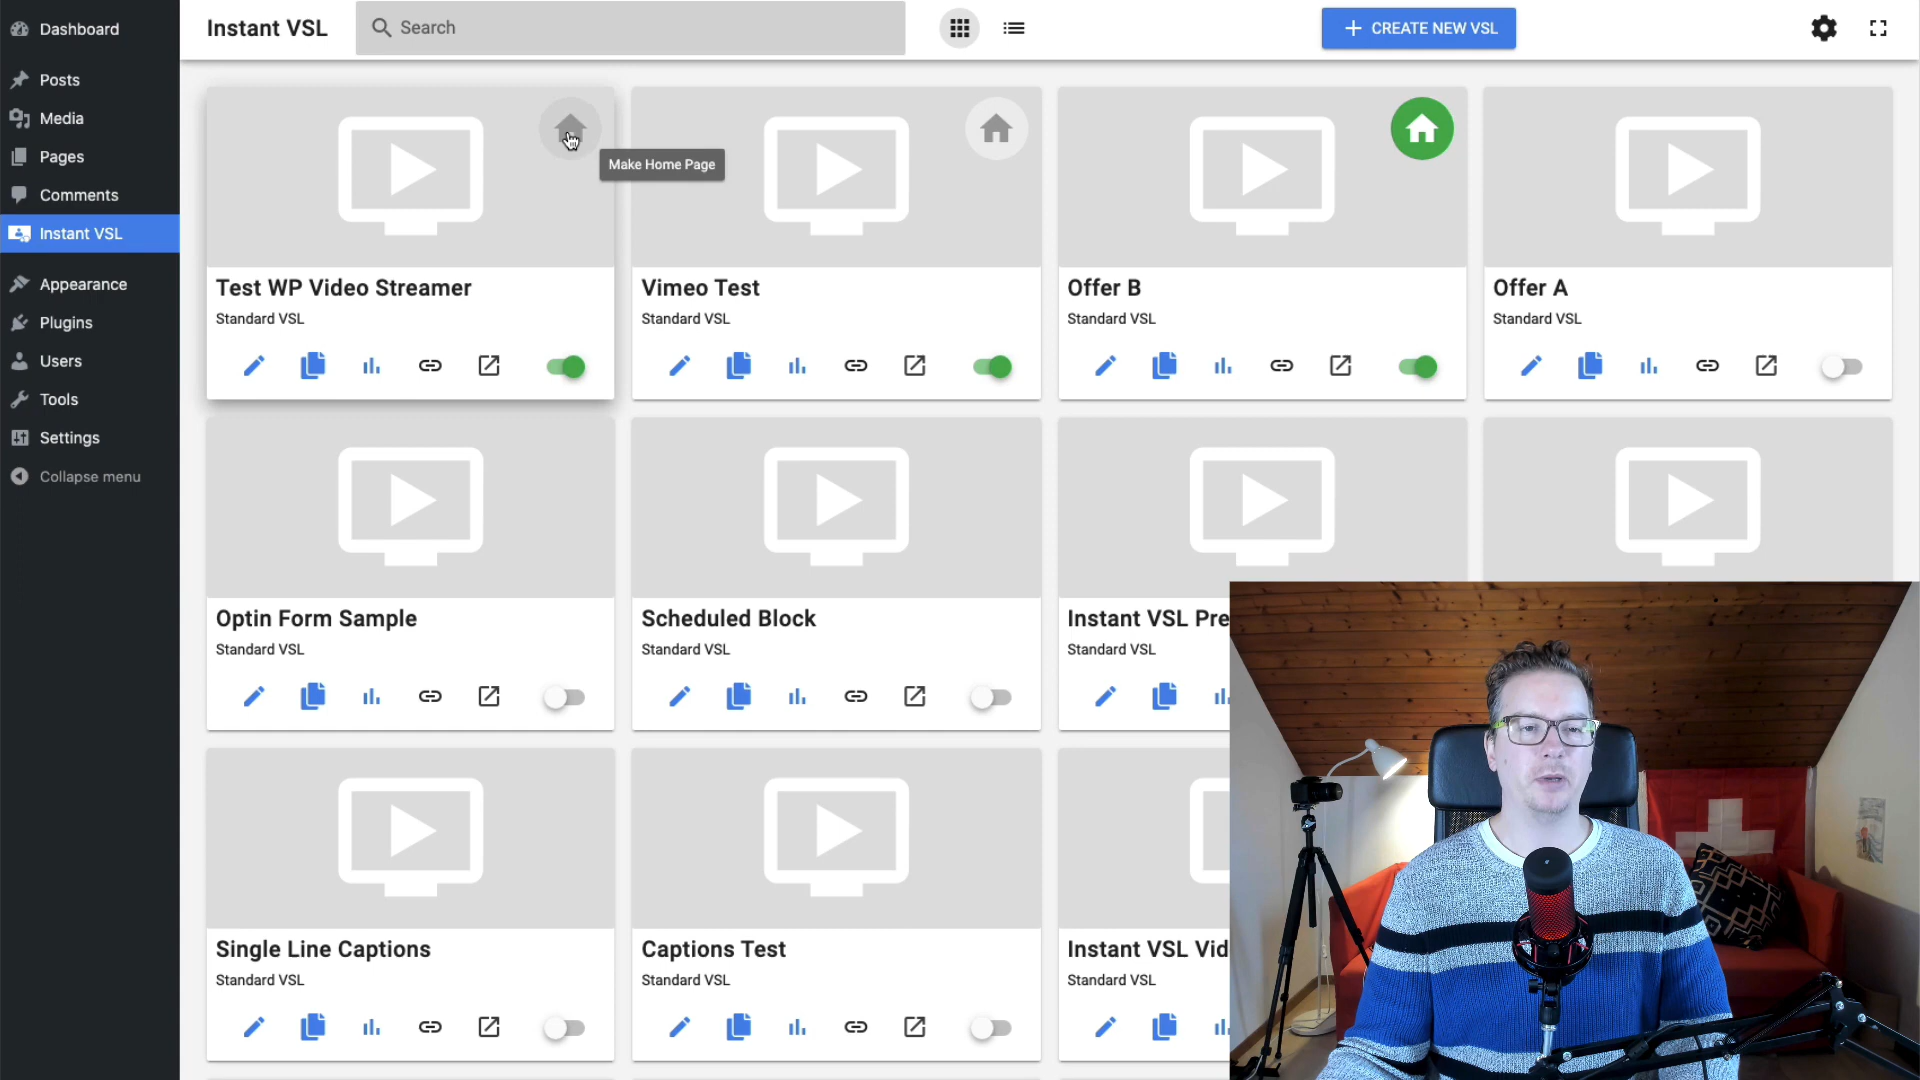 Dashboard
Posts
Media
Pages
Comments
Instant VSL
Appearance
Plugins
Users
Tools
Settings
Collapse menu
Instant VSL
Search
CREATE NEW VSL
Make Home Page
Test WP Video Streamer
Standard VSL
Vimeo Test
Standard VSL
Offer B
Standard VSL
Offer A
Standard VSL
Optin Form Sample
Standard VSL
Scheduled Block
Standard VSL
Instant VSL Pre
Standard VSL
Single Line Captions
Standard VSL
Captions Test
Standard VSL
Instant VSL Vid
Standard VSL